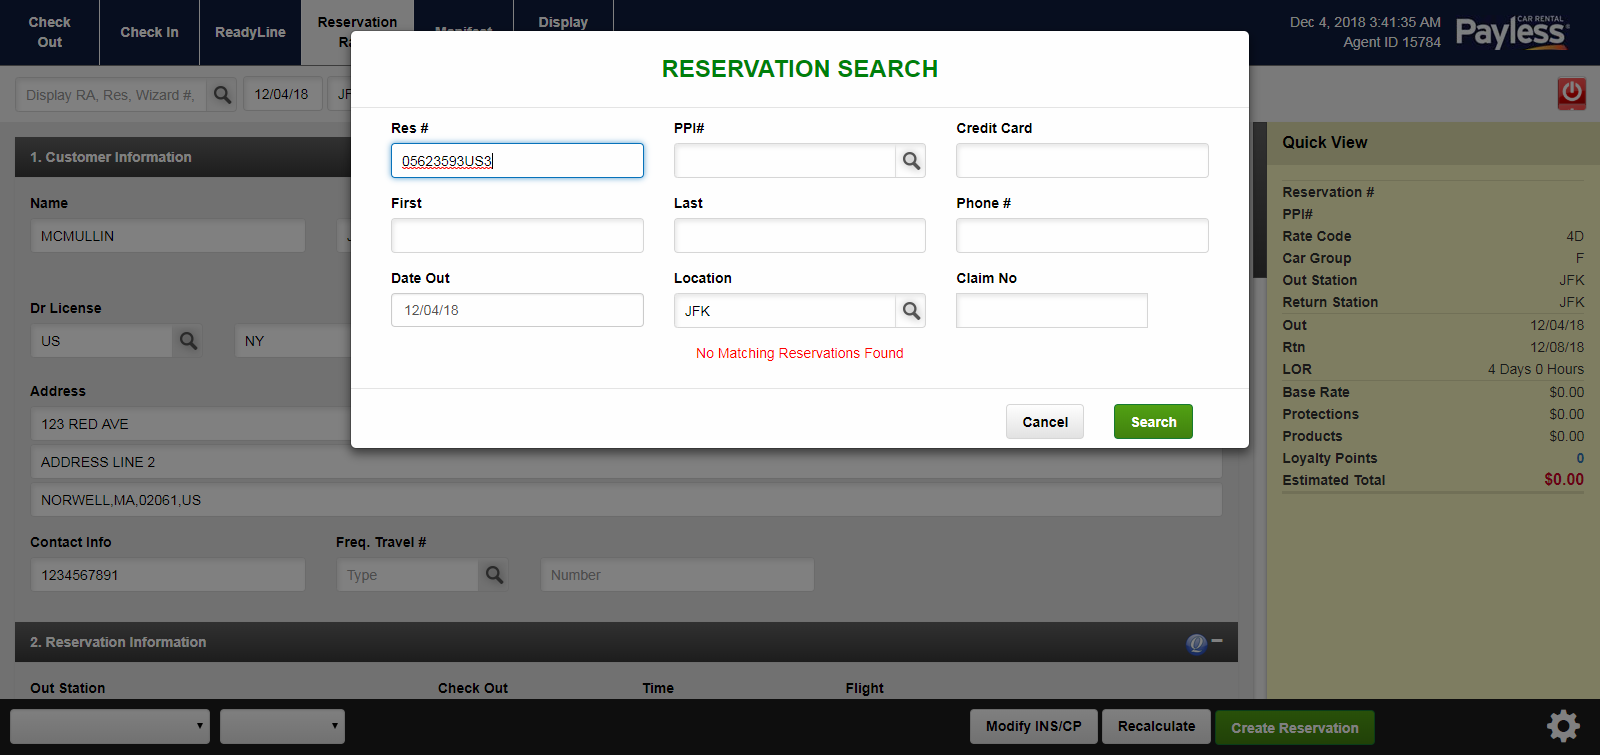 Check Out
Check In
ReadyLine
Reservation
Display
Dec 4, 2018 3:41:35 AM
Agent ID 15784
CAR RENTAL
Payless
Display RA, Res, Wizard #,
12/04/18
RESERVATION SEARCH
Res #
PPI#
Credit Card
05623593US3
First
Last
Phone #
Date Out
Location
Claim No
12/04/18
JFK
No Matching Reservations Found
Cancel
Search
1. Customer Information
Name
MCMULLIN
Dr License
US
NY
Address
123 RED AVE
ADDRESS LINE 2
NORWELL,MA,02061,US
Contact Info
Freq. Travel #
1234567891
Type
Number
2. Reservation Information
Out Station
Check Out
Time
Flight
Quick View
Reservation #
PPI#
Rate Code 4D
Car Group F
Out Station JFK
Return Station JFK
Out 12/04/18
Rtn 12/08/18
LOR 4 Days 0 Hours
Base Rate $0.00
Protections $0.00
Products $0.00
Loyalty Points 0
Estimated Total $0.00
Modify INS/CP
Recalculate
Create Reservation